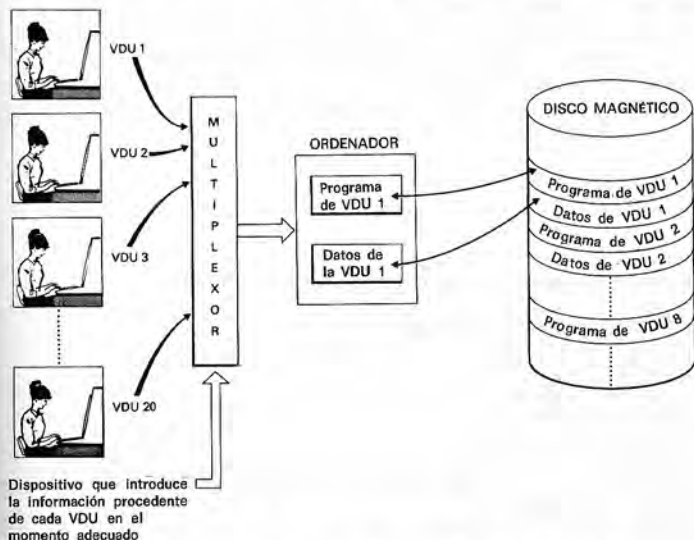 VDU 1
VDU 2
VDU 3
VDU 20
MULTIPLEXOR
ORDENADOR
Programa
de VDU 1
Datos de
la VDU 1
DISCO MAGNÉTICO
Programa de VDU 1
Datos de VDU 1
Programa de VDU 2
Datos de VDU 2
Programa de VDU 8
Dispositivo que introduce
la información procedente
de cada VDU en el
momento adecuado